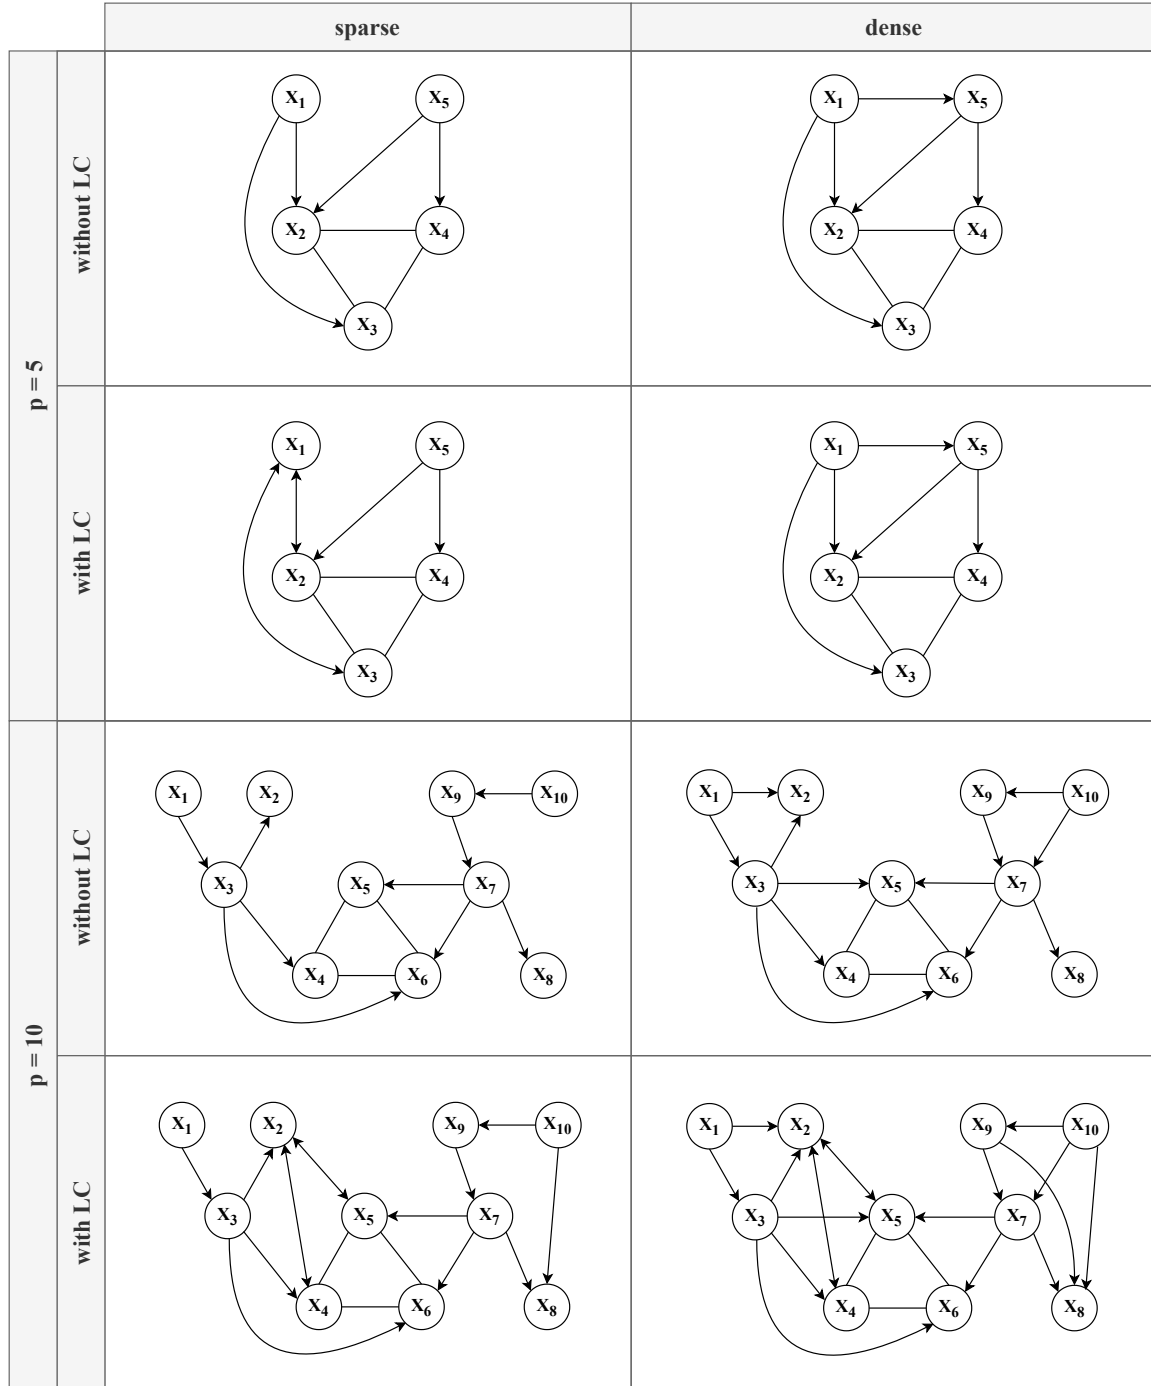 sparse
dense
p = 5
without LC
X1
X5
X2
X4
X3
X1
X5
X2
X4
X3
with LC
X1
X5
X2
X4
X3
X1
X5
X2
X4
X3
p = 10
without LC
X1
X2
X9
X10
X3
X5
X7
X4
X6
X8
X1
X2
X9
X10
X3
X5
X7
X4
X6
X8
with LC
X1
X2
X9
X10
X3
X5
X7
X4
X6
X8
X1
X2
X9
X10
X3
X5
X7
X4
X6
X8